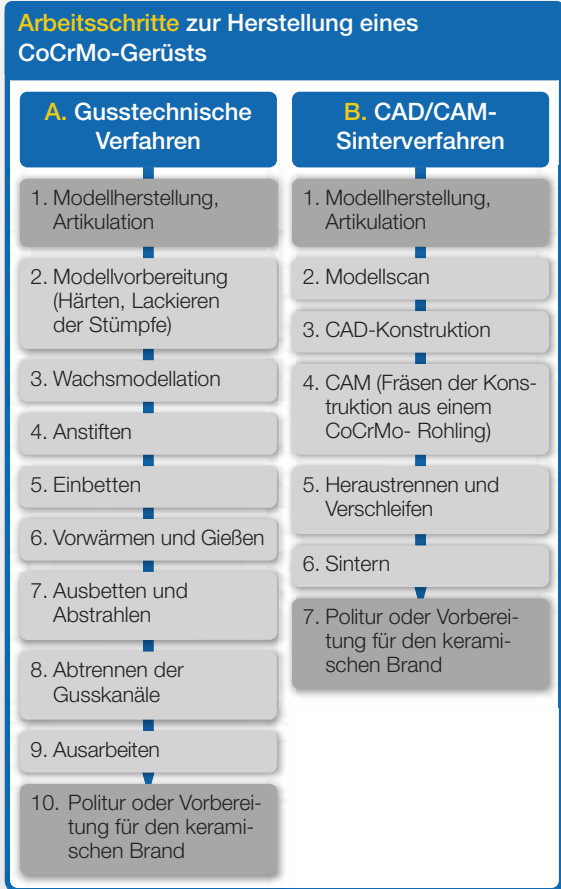 Arbeitsschritte zur Herstellung eines
CoCrMo-Gerüsts
A. Gusstechnische
Verfahren
1. Modellherstellung,
Artikulation
2. Modellvorbereitung
(Härten, Lackieren
der Stümpfe)
3. Wachsmodellation
4. Anstiften
5. Einbetten
6. Vorwärmen und Gießen
7. Ausbetten und
Abstrahlen
8. Abtrennen der
Gusskanäle
9. Ausarbeiten
10. Politur oder Vorberei-
tung für den kerami-
schen Brand
B. CAD/CAM-
Sinterverfahren
1. Modellherstellung,
Artikulation
2. Modellscan
3. CAD-Konstruktion
4. CAM (Fräsen der Kons-
truktion aus einem
CoCrMo- Rohling)
5. Heraustrennen und
Verschleifen
6. Sintern
7. Politur oder Vorberei-
tung für den kerami-
schen Brand